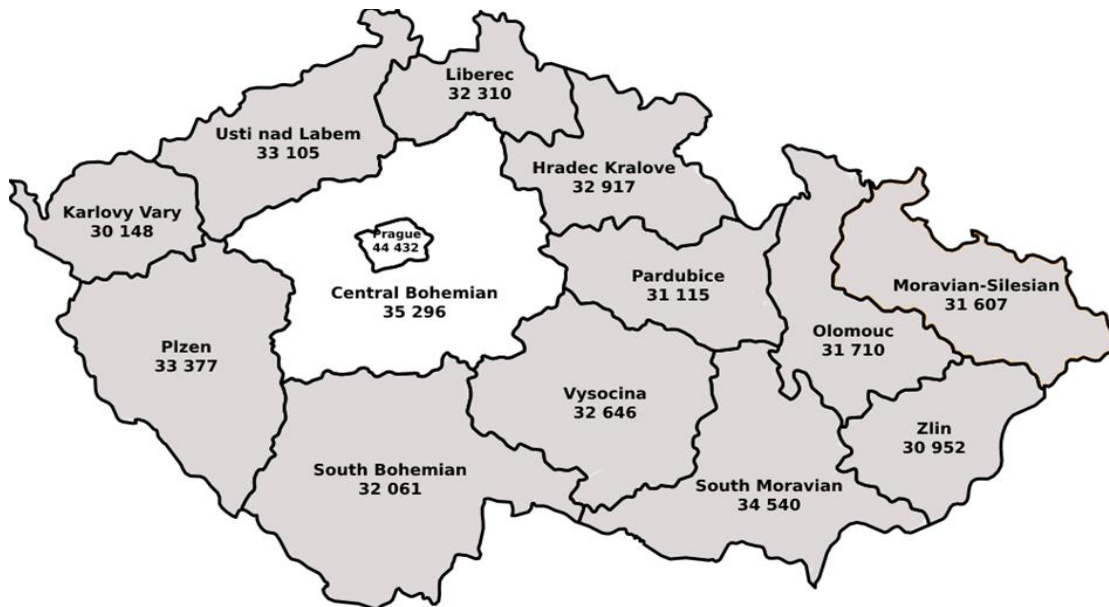 Liberec
32 310
Usti nad Labem
33 105
Hradec Kralove
32 917
Karlovy Vary
30 148
Prague
44 432
Central Bohemian
35 296
Pardubice
31 115
Moravian-Silesian
31 607
Olomouc
31 710
Plzen
33 377
Vysocina
32 646
Zlin
30 952
South Bohemian
32 061
South Moravian
34 540